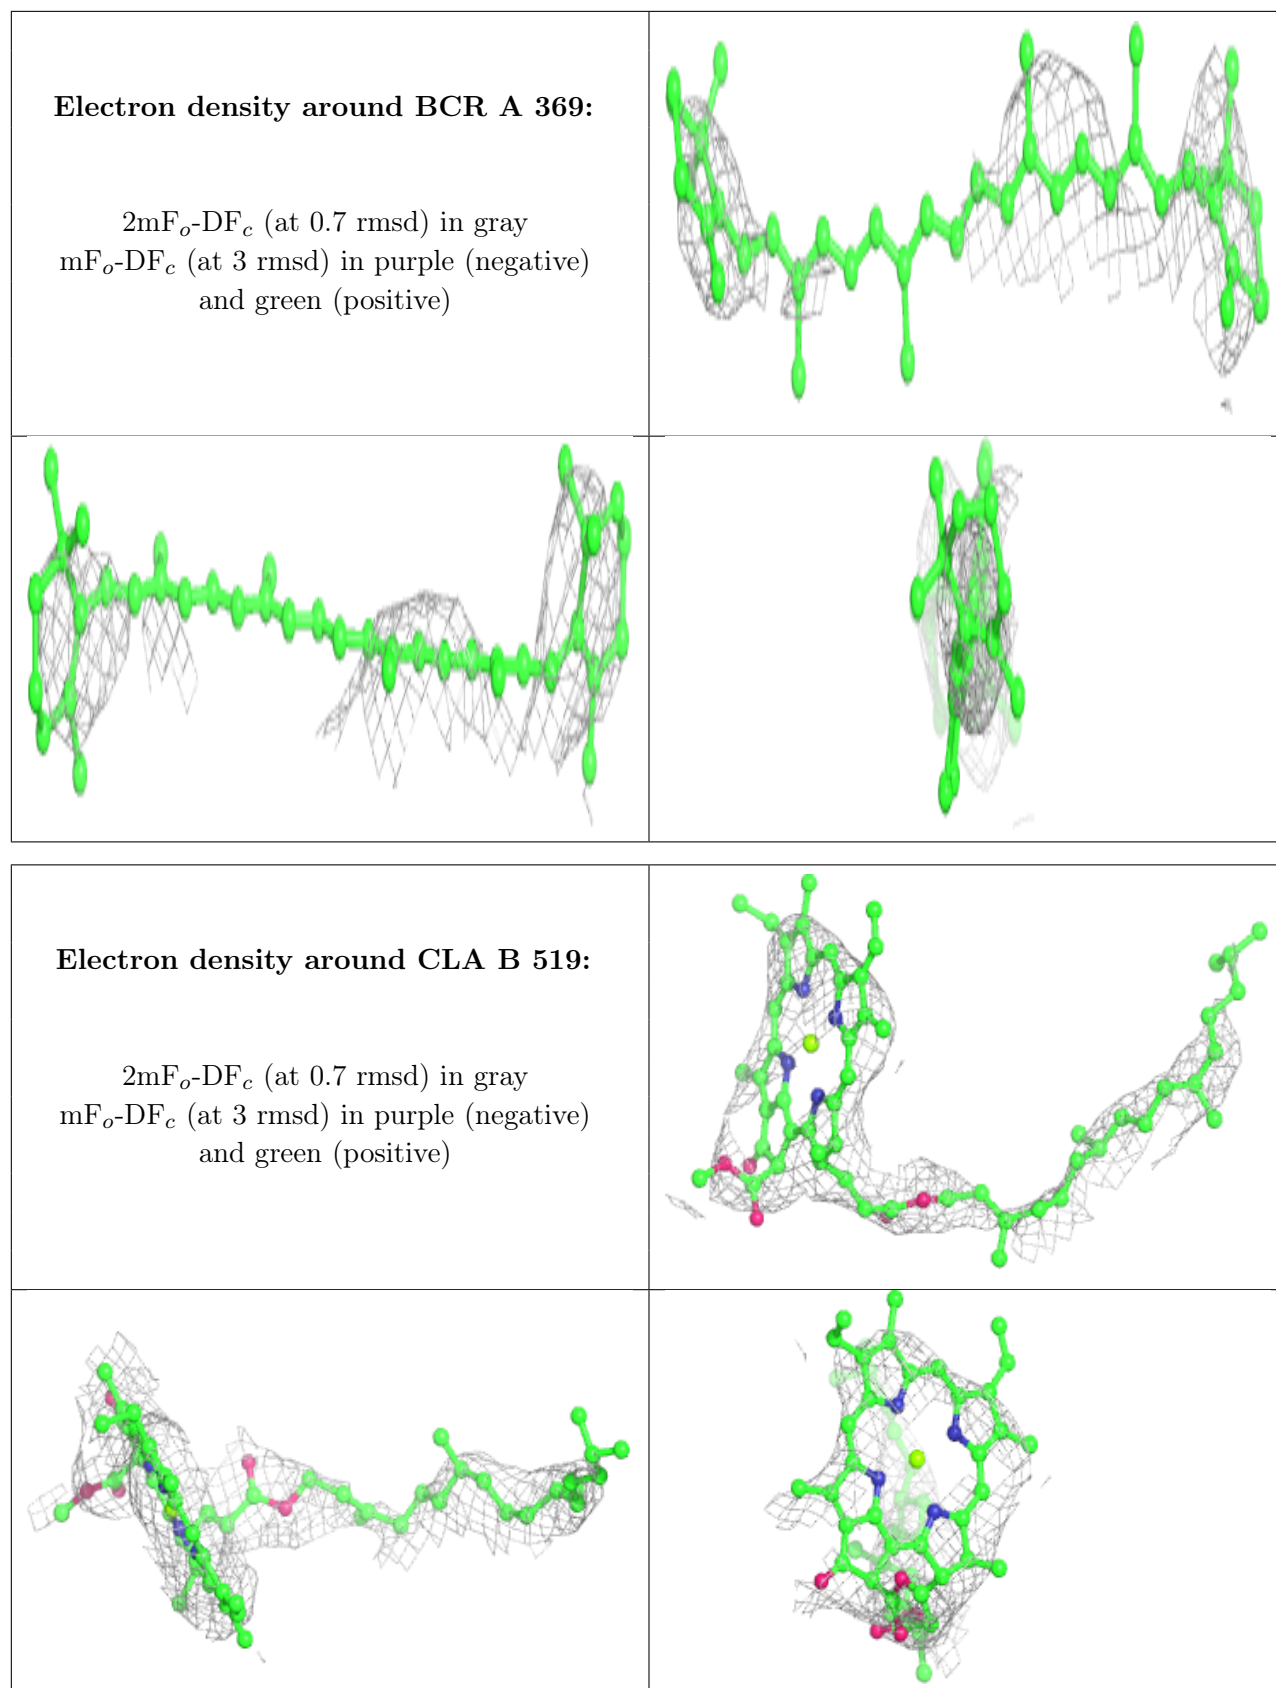 Electron density around BCR A 369:
2mFo-DFc (at 0.7 rmsd) in gray
mFo-DFc (at 3 rmsd) in purple (negative)
and green (positive)
Electron density around CLA B 519:
2mFo-DFc (at 0.7 rmsd) in gray
mFo-DFc (at 3 rmsd) in purple (negative)
and green (positive)